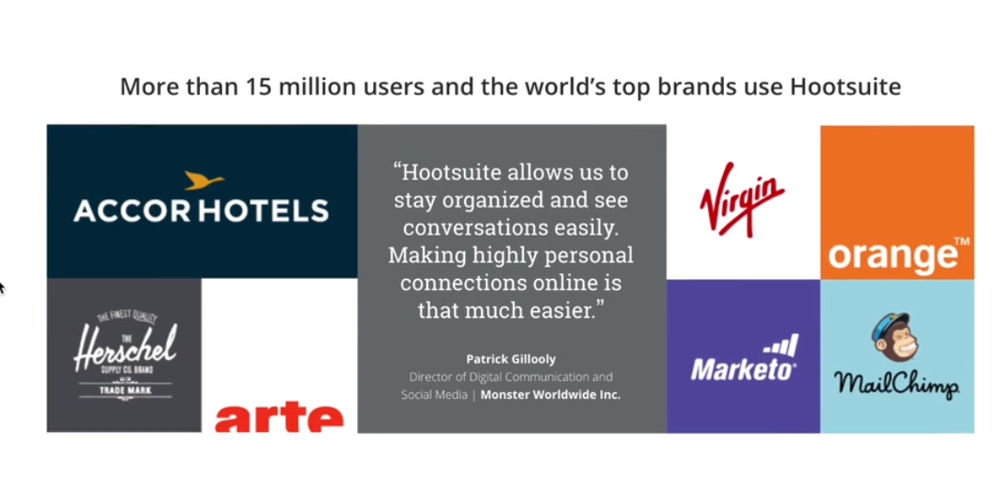 More than 15 million users and the world’s top brands use Hootsuite
ACCOR HOTELS
“Hootsuite allows us to
stay organized and see
conversations easily.
Making highly personal
connections online is
that much easier.”
Patrick Gillooly
Director of Digital Communication and
Social Media | Monster Worldwide Inc.
Virgin
orange™
THE FINEST QUALITY
THE
Herschel
SUPPLY CO. BRAND
TRADE MARK
arte
Marketo®
MailChimp